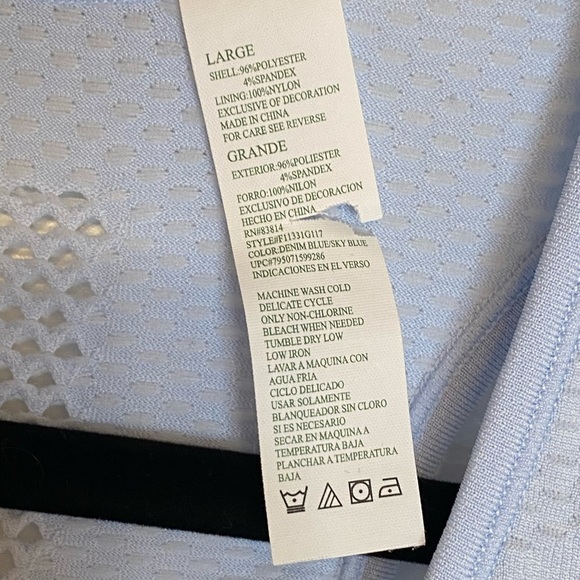 LARGE
SHELL:96%POLYESTER
4%SPANDEX
LINING:100%NYLON
EXCLUSIVE OF DECORATION
MADE IN CHINA
FOR CARE SEE REVERSE
GRANDE
EXTERIOR:96%POLIESTER
4%SPANDEX
FORRO:100%NILON
EXCLUSIVO DE DECORACION
HECHO EN CHINA
RN#83814
STYLE#F11331G117
COLOR:DENIM BLUE/SKY BLUE
UPC#795071599286
INDICACIONES EN EL VERSO
MACHINE WASH COLD
DELICATE CYCLE
ONLY NON-CHLORINE
BLEACH WHEN NEEDED
TUMBLE DRY LOW
LOW IRON
LAVAR A MAQUINA CON
AGUA FRIA
CICLO DELICADO
USAR SOLAMENTE
BLANQUEADOR SIN CLORO
SI ES NECESARIO
SECAR EN MAQUINA A
TEMPERATURA BAJA
PLANCHAR A TEMPERATURA
BAJA